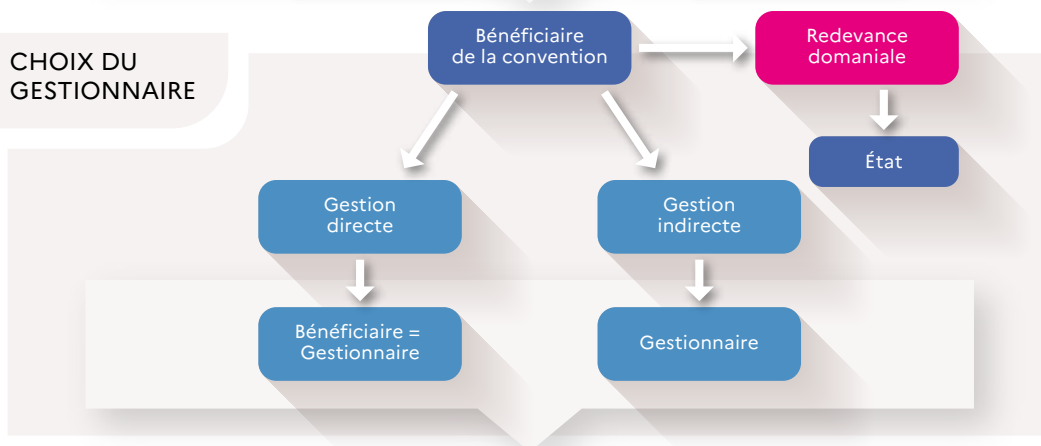 CHOIX DU
GESTIONNAIRE
Bénéficiaire
de la convention
Redevance
domaniale
État
Gestion
directe
Gestion
indirecte
Bénéficiaire =
Gestionnaire
Gestionnaire